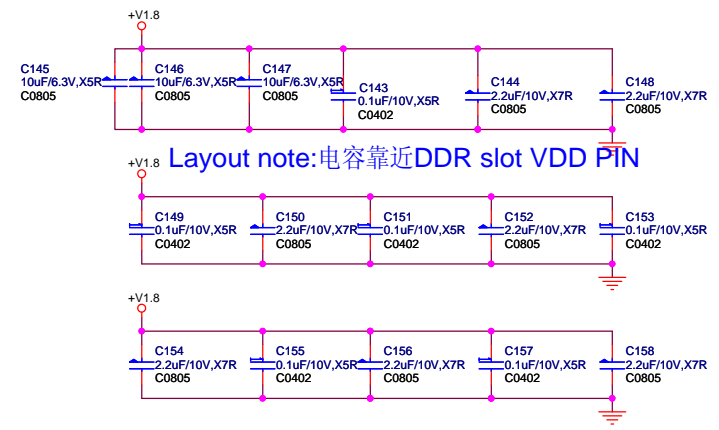 +V1.8
C145
10uF/6.3V,X5R
C0805
C146
10uF/6.3V,X5R
C0805
C147
10uF/6.3V,X5R
C0805
C143
0.1uF/10V,X5R
C0402
C144
2.2uF/10V,X7R
C0805
C148
2.2uF/10V,X7R
C0805
Layout note:电容靠近DDR slot VDD PIN
+V1.8
C149
0.1uF/10V,X5R
C0402
C150
2.2uF/10V,X7R
C0805
C151
0.1uF/10V,X5R
C0402
C152
2.2uF/10V,X7R
C0805
C153
0.1uF/10V,X5R
C0402
+V1.8
C154
2.2uF/10V,X7R
C0805
C155
0.1uF/10V,X5R
C0402
C156
2.2uF/10V,X7R
C0805
C157
0.1uF/10V,X5R
C0402
C158
2.2uF/10V,X7R
C0805